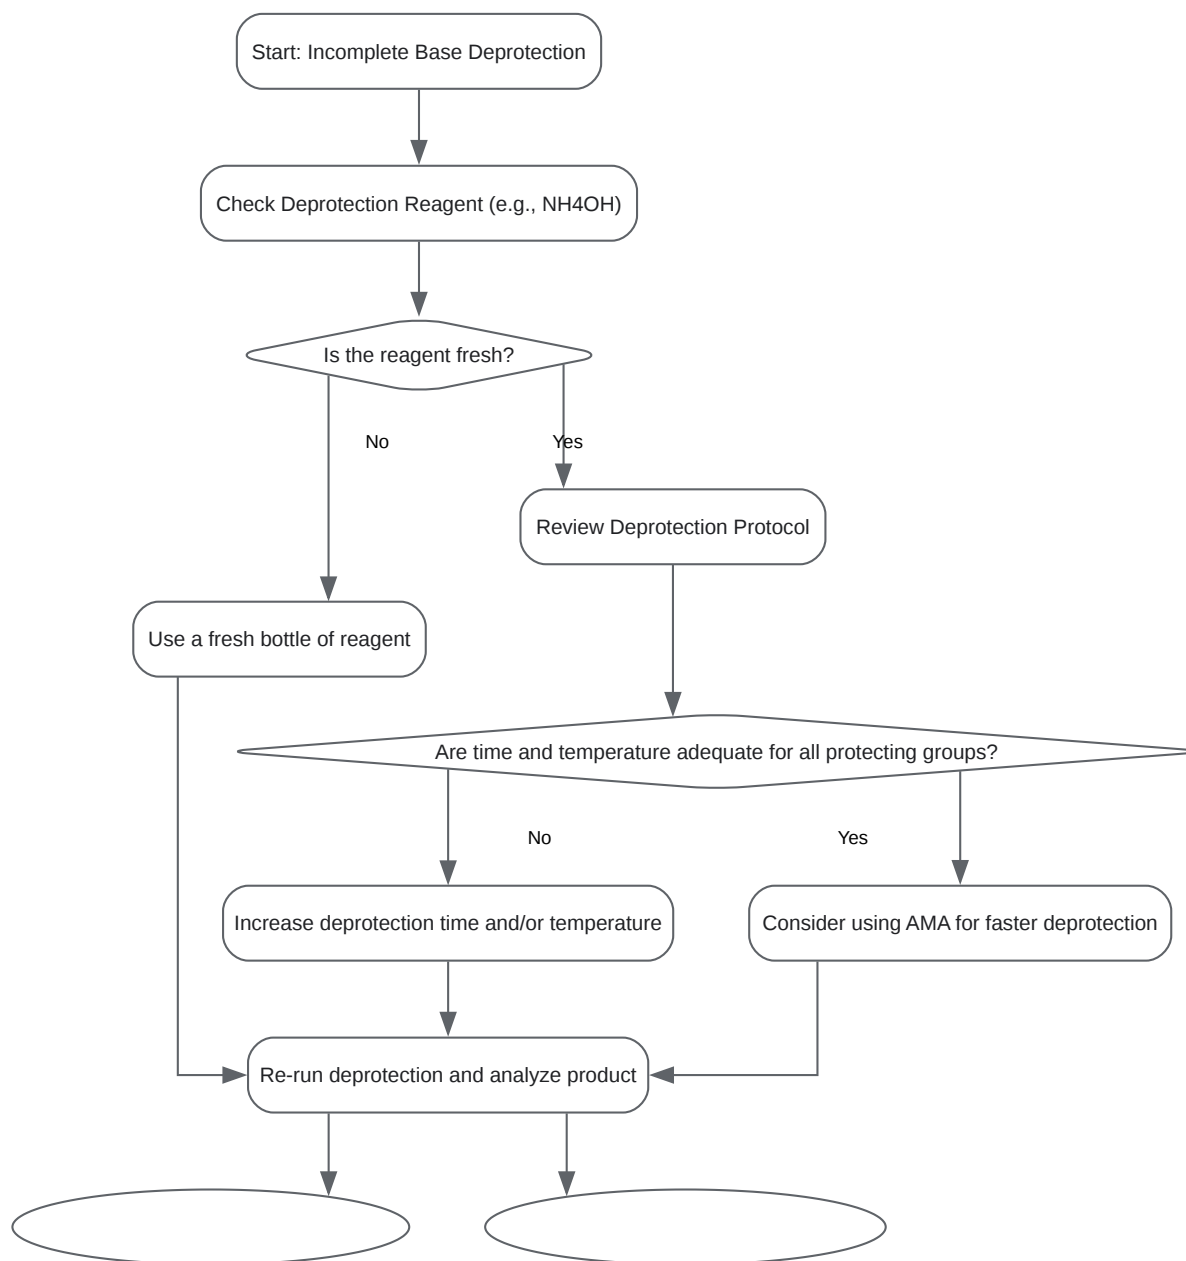 Start: Incomplete Base Deprotection
Check Deprotection Reagent (e.g., NH4OH)
Is the reagent fresh?
No
Yes
Review Deprotection Protocol
Use a fresh bottle of reagent
Are time and temperature adequate for all protecting groups?
No
Yes
Increase deprotection time and/or temperature
Consider using AMA for faster deprotection
Re-run deprotection and analyze product